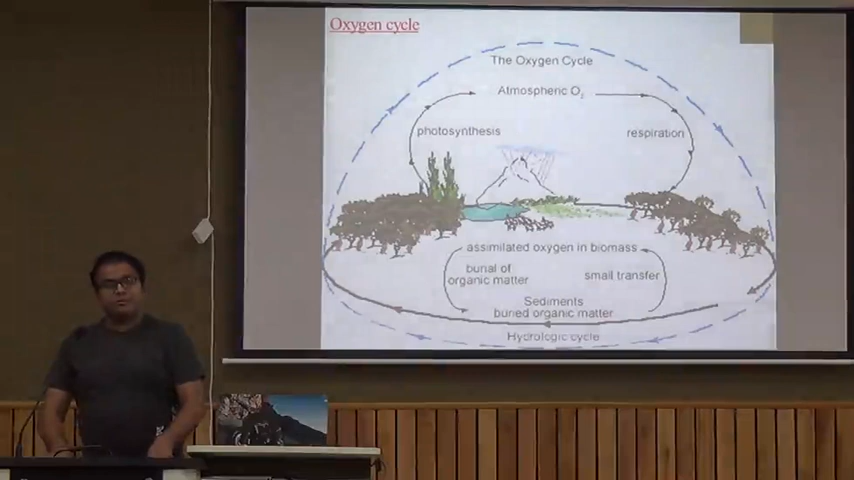 Oxygen cycle
The Oxygen Cycle
Atmospheric O₂
photosynthesis
respiration
assimilated oxygen in biomass
burial of
organic matter
small transfer
Sediments
buried organic matter
Hydrologic cycle